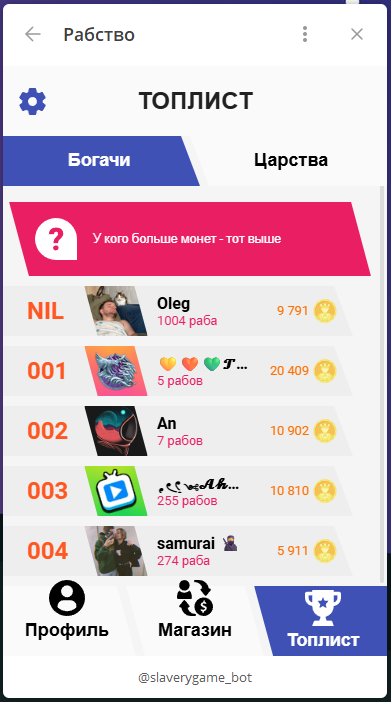 Рабство
ТОПЛИСТ
Богачи
Царства
У кого больше монет - тот выше
NIL
Oleg
1004 раба
9 791
001
5 рабов
20 409
002
An
7 рабов
10 902
003
255 рабов
10 810
004
samurai 🥷
274 раба
5 911
Профиль
Магазин
Топлист
@slaverygame_bot